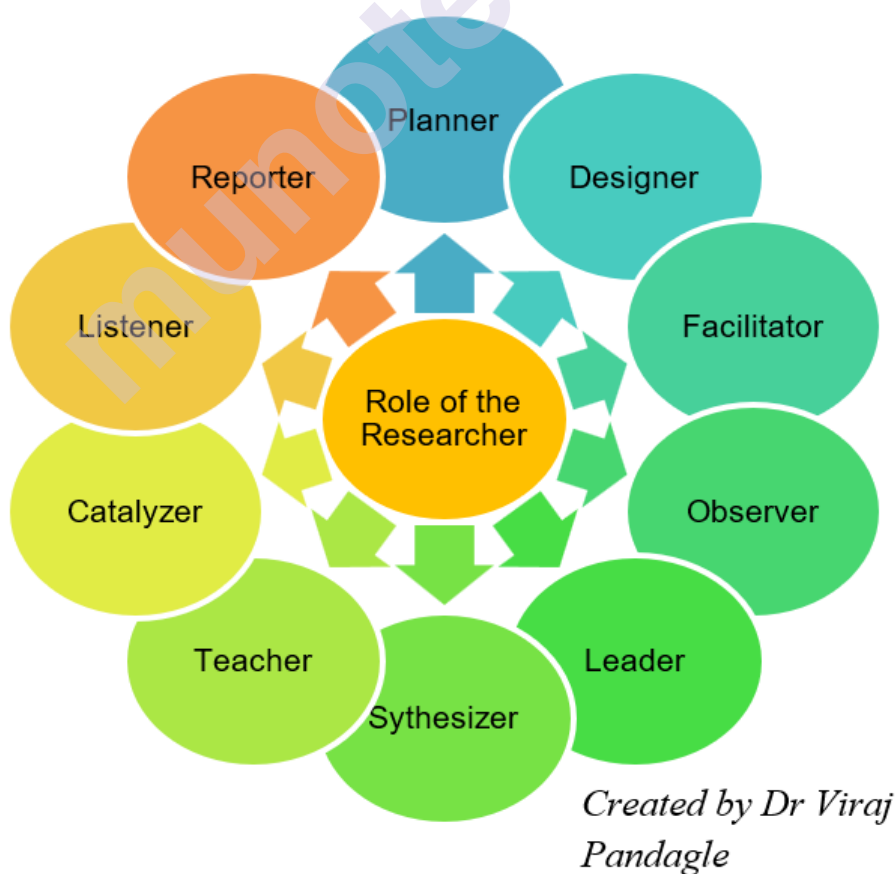 Planner
Designer
Facilitator
Observer
Leader
Sythesizer
Teacher
Catalyzer
Listener
Reporter
Role of the
Researcher
Created by Dr Viraj
Pandagle
munote